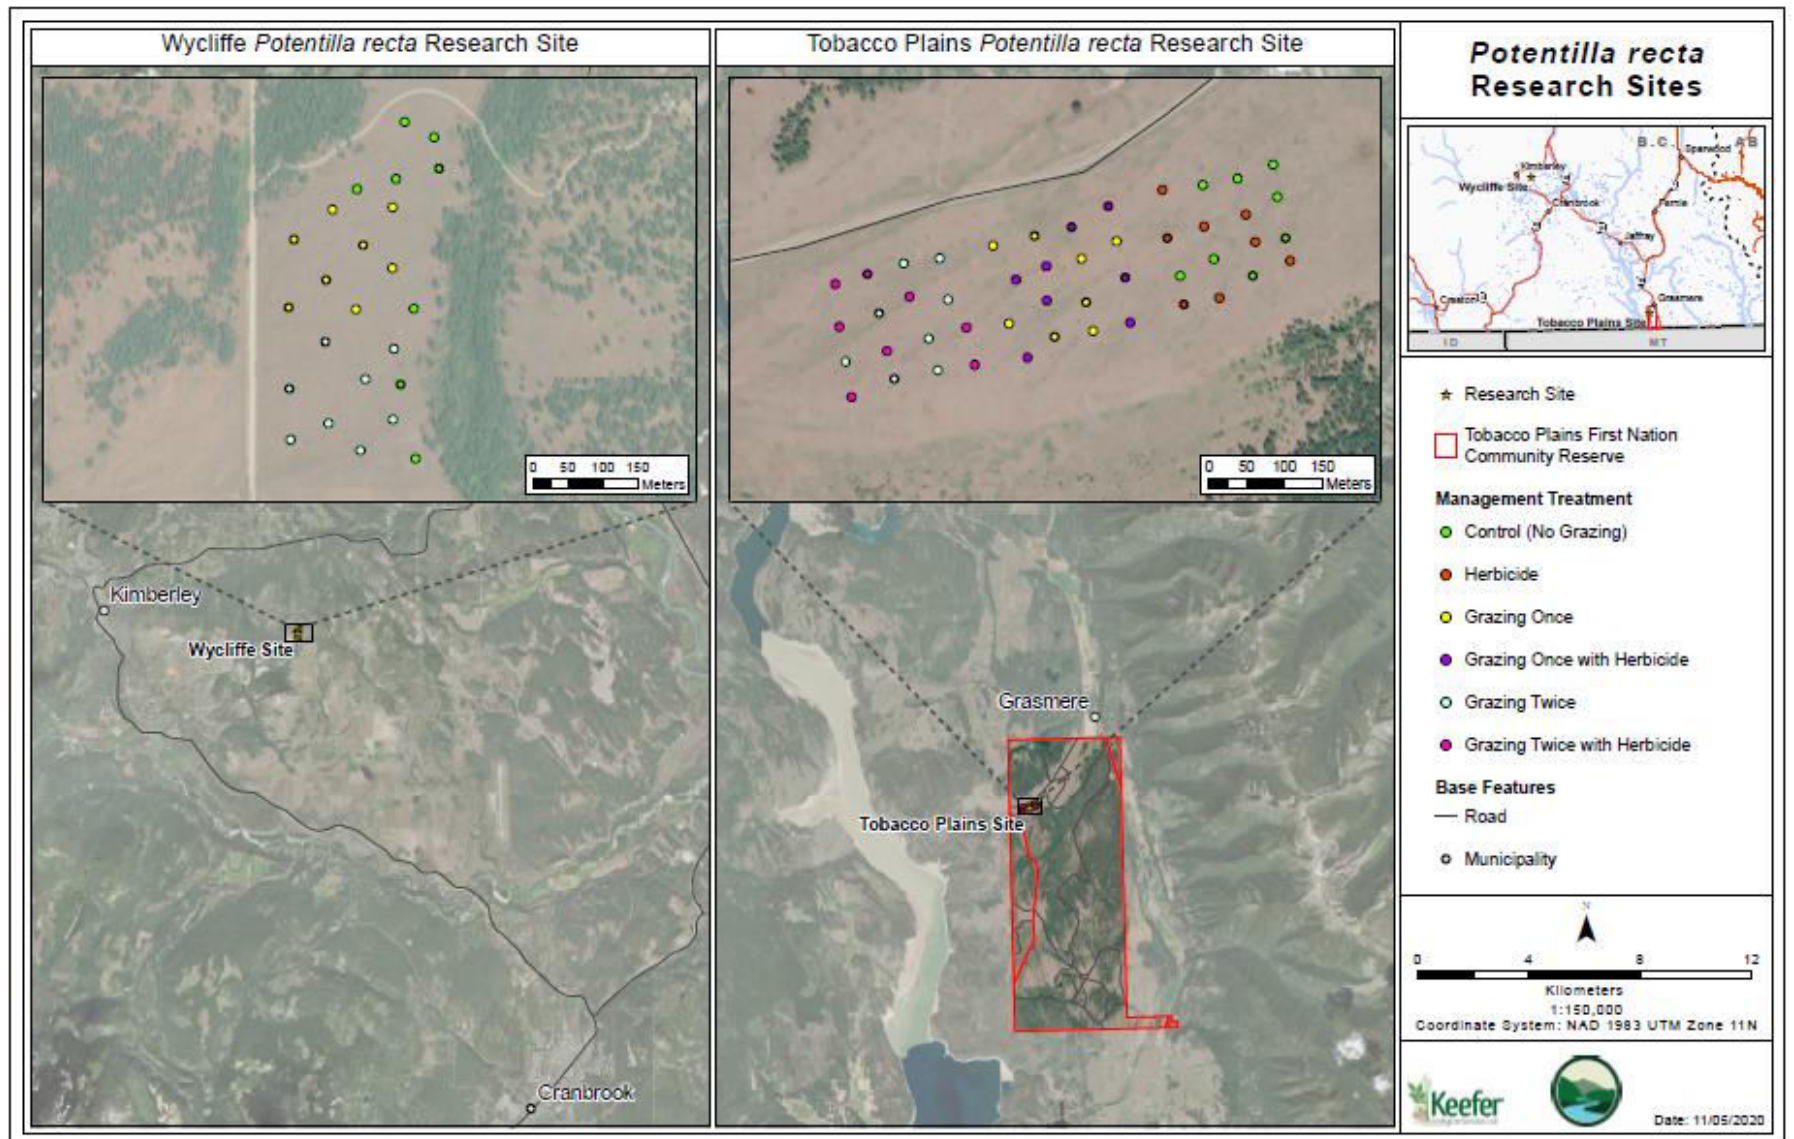 Wycliffe Potentilla recta Research Site
0 50 100 150
Meters
Kimberley
Wycliffe Site
Cranbrook
Tobacco Plains Potentilla recta Research Site
0 50 100 150
Meters
Grasmere
Tobacco Plains Site
Potentilla recta
Research Sites
B.C. AB
Sparwood
Kimberley
Wycliffe Site
Cranbrook
Fernie
Jaffray
Creston
Grasmere
Tobacco Plains Site
ID MT
Research Site
Tobacco Plains First Nation
Community Reserve
Management Treatment
Control (No Grazing)
Herbicide
Grazing Once
Grazing Once with Herbicide
Grazing Twice
Grazing Twice with Herbicide
Base Features
Road
Municipality
N
0 4 8 12
Kilometers
1:150,000
Coordinate System: NAD 1983 UTM Zone 11N
Keefer
Date: 11/05/2020